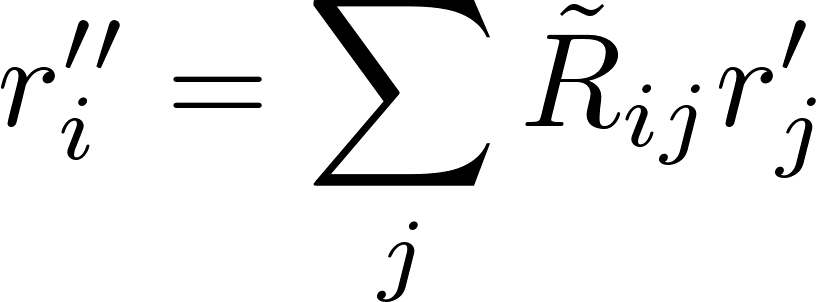 r''_i = \sum_j \tilde{R}_{ij} r'_j